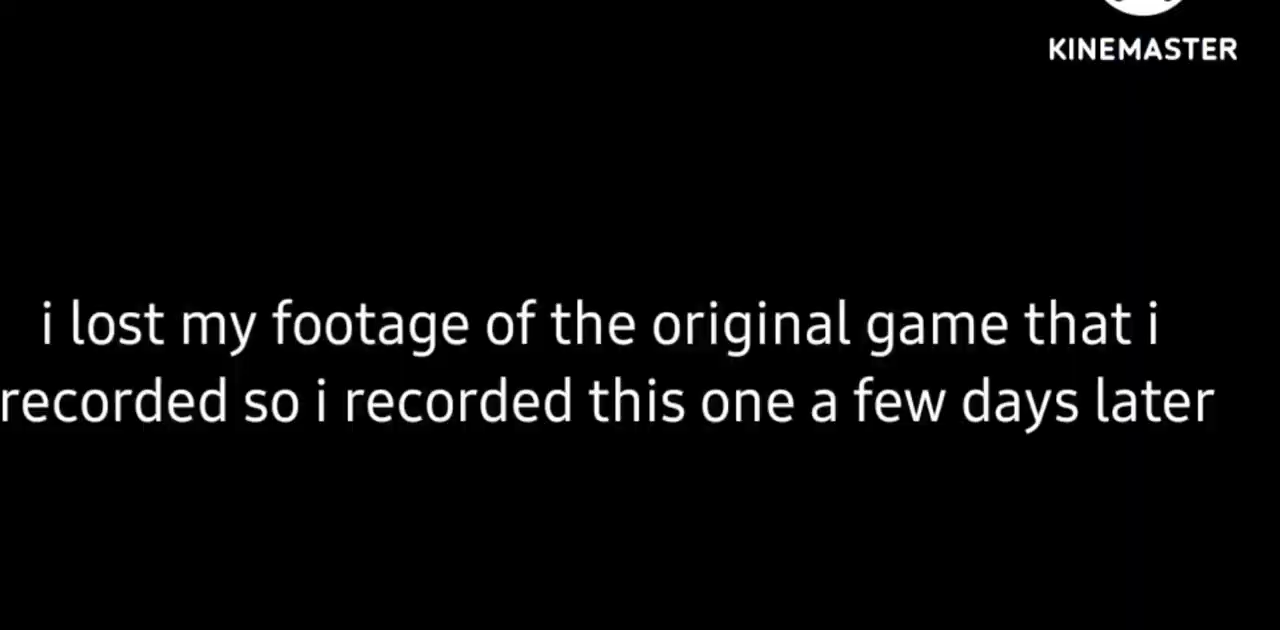 KINEMASTER
i lost my footage of the original game that i
recorded so i recorded this one a few days later